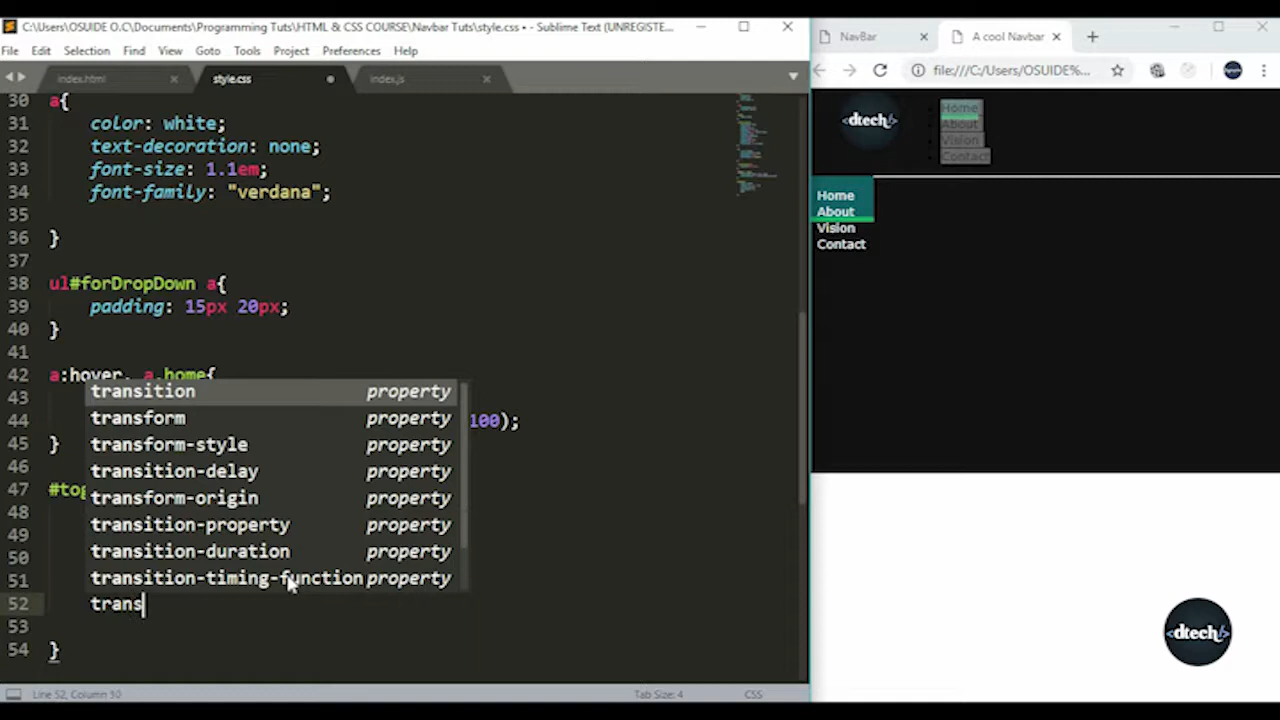 C:\Users\OSUIDE O.C\Documents\Programming Tuts\HTML & CSS COURSE\Navbar Tuts\style.css • - Sublime Text (UNREGISTE...
File Edit Selection Find View Goto Tools Project Preferences Help
index.html style.css index.js
30 a{
31 color: white;
32 text-decoration: none;
33 font-size: 1.1em;
34 font-family: "verdana";
35
36 }
37
38 ul#forDropDown a{
39 padding: 15px 20px;
40 }
41
42 a:hover, a.home{
43
44 100);
45 }
46
47 #tog
48
49
50
51
52 trans
53
54 }
transition property
transform property
transform-style property
transition-delay property
transform-origin property
transition-property property
transition-duration property
transition-timing-function property
Tab Size: 4 CSS
NavBar A cool Navbar
file:///C:/Users/OSUIDE%...
<dtech/>
Home
About
Vision
Contact
Home
About
Vision
Contact
<dtech/>